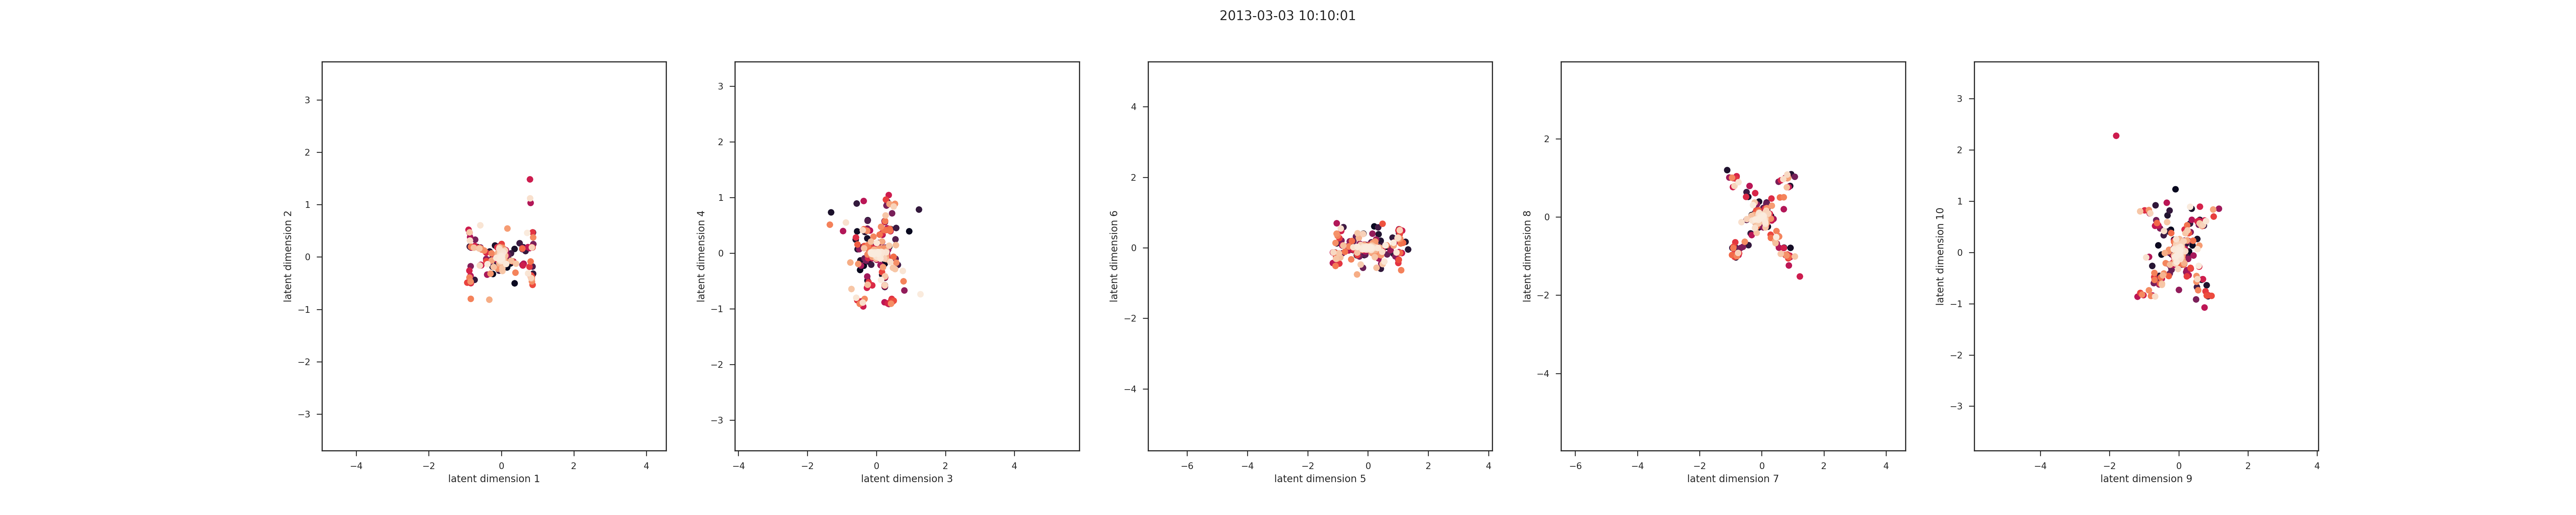 2013-03-03 10:10:01
3
2
1
0
−1
−2
−3
−4 −2 0 2 4
latent dimension 1
latent dimension 2
3
2
1
0
−1
−2
−3
−4 −2 0 2 4
latent dimension 3
latent dimension 4
4
2
0
−2
−4
−6 −4 −2 0 2 4
latent dimension 5
latent dimension 6
2
0
−2
−4
−6 −4 −2 0 2 4
latent dimension 7
latent dimension 8
3
2
1
0
−1
−2
−3
−4 −2 0 2 4
latent dimension 9
latent dimension 10